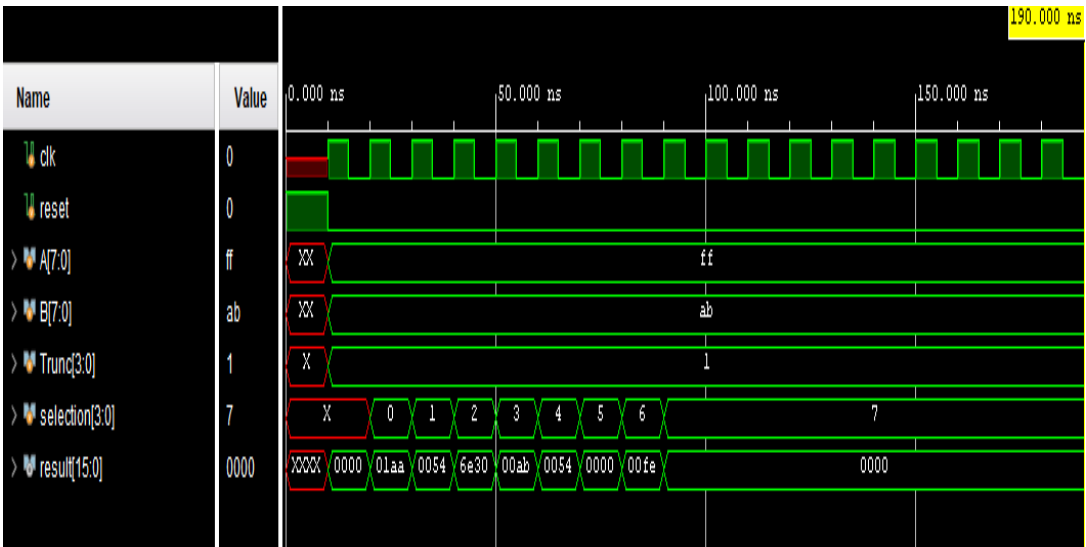 190.000 ns
Name Value 0.000 ns 50.000 ns 100.000 ns 150.000 ns
clk 0
reset 0
A[7:0] ff XX ff
B[7:0] ab XX ab
Trunc[3:0] 1 X 1
selection[3:0] 7 X 0 1 2 3 4 5 6 7
result[15:0] 0000 XXXX 0000 01aa 0054 6e30 00ab 0054 0000 00fe 0000